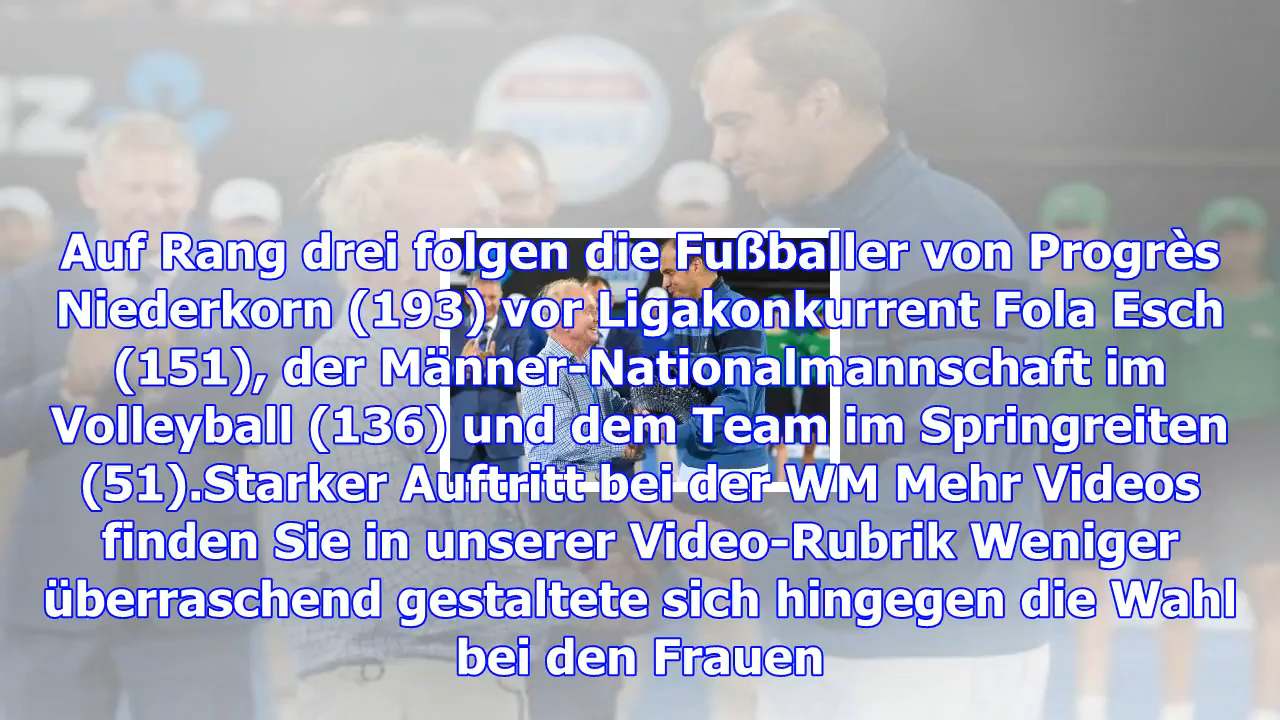 Auf Rang drei folgen die Fußballer von Progrès
Niederkorn (193) vor Ligakonkurrent Fola Esch
(151), der Männer-Nationalmannschaft im
Volleyball (136) und dem Team im Springreiten
(51).Starker Auftritt bei der WM Mehr Videos
finden Sie in unserer Video-Rubrik Weniger
überraschend gestaltete sich hingegen die Wahl
bei den Frauen